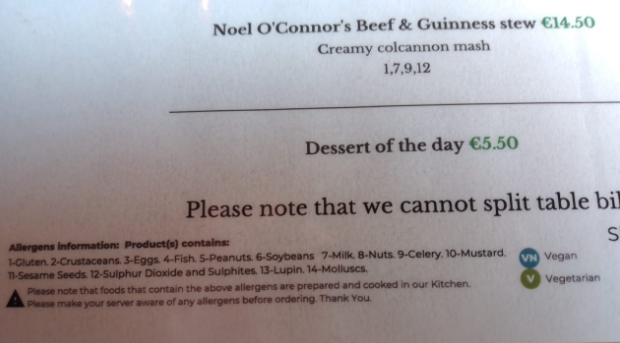 Noel O'Connor's Beef & Guinness stew €14.50
Creamy colcannon mash
1,7,9,12
Dessert of the day €5.50
Please note that we cannot split table bil
S
Allergens Information: Product(s) contains:
1-Gluten. 2-Crustaceans. 3-Eggs. 4-Fish. 5-Peanuts. 6-Soybeans 7-Milk. 8-Nuts. 9-Celery. 10-Mustard.
11-Sesame Seeds. 12-Sulphur Dioxide and Sulphites. 13-Lupin. 14-Molluscs.
Please note that foods that contain the above allergens are prepared and cooked in our Kitchen.
Please make your server aware of any allergens before ordering. Thank You.
VN Vegan
V Vegetarian